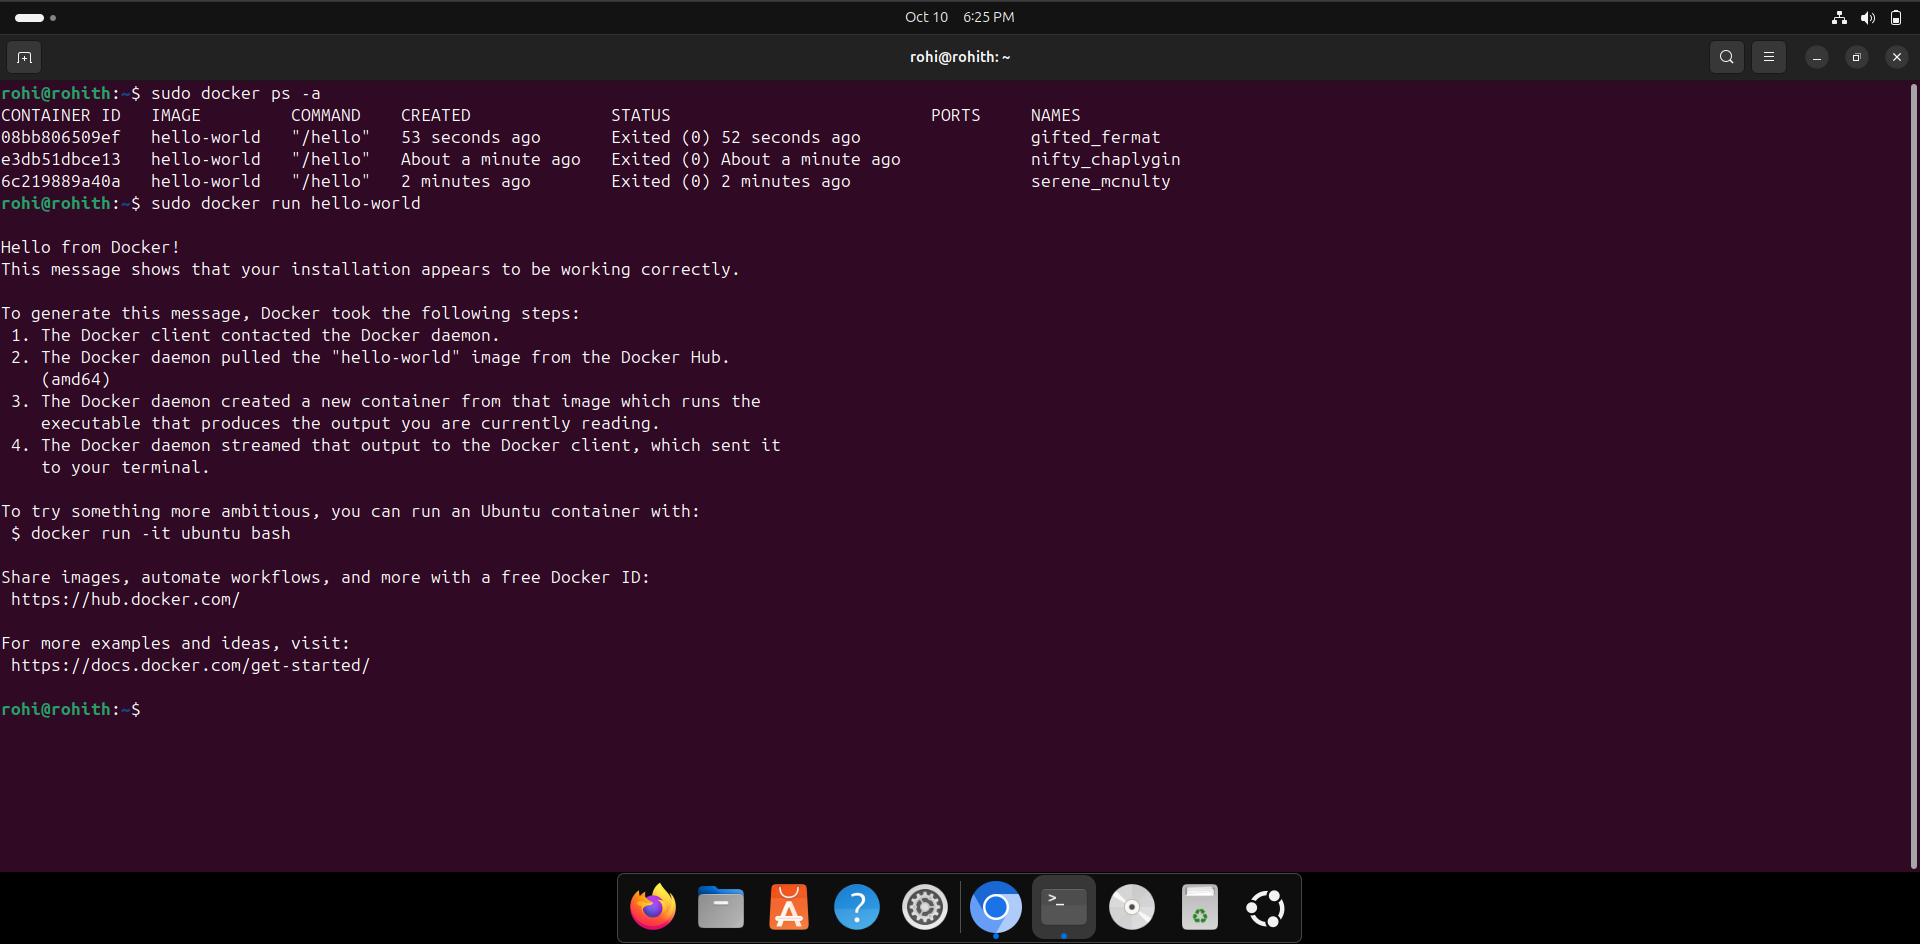 Oct 10 6:25 PM
rohi@rohith: ~
rohi@rohith:~$ sudo docker ps -a
CONTAINER ID   IMAGE         COMMAND    CREATED              STATUS                          PORTS     NAMES
08bb806509ef   hello-world   "/hello"   53 seconds ago       Exited (0) 52 seconds ago                 gifted_fermat
e3db51dbce13   hello-world   "/hello"   About a minute ago   Exited (0) About a minute ago             nifty_chaplygin
6c219889a40a   hello-world   "/hello"   2 minutes ago        Exited (0) 2 minutes ago                  serene_mcnulty
rohi@rohith:~$ sudo docker run hello-world
Hello from Docker!
This message shows that your installation appears to be working correctly.
To generate this message, Docker took the following steps:
 1. The Docker client contacted the Docker daemon.
 2. The Docker daemon pulled the "hello-world" image from the Docker Hub.
    (amd64)
 3. The Docker daemon created a new container from that image which runs the
    executable that produces the output you are currently reading.
 4. The Docker daemon streamed that output to the Docker client, which sent it
    to your terminal.
To try something more ambitious, you can run an Ubuntu container with:
 $ docker run -it ubuntu bash
Share images, automate workflows, and more with a free Docker ID:
 https://hub.docker.com/
For more examples and ideas, visit:
 https://docs.docker.com/get-started/
rohi@rohith:~$